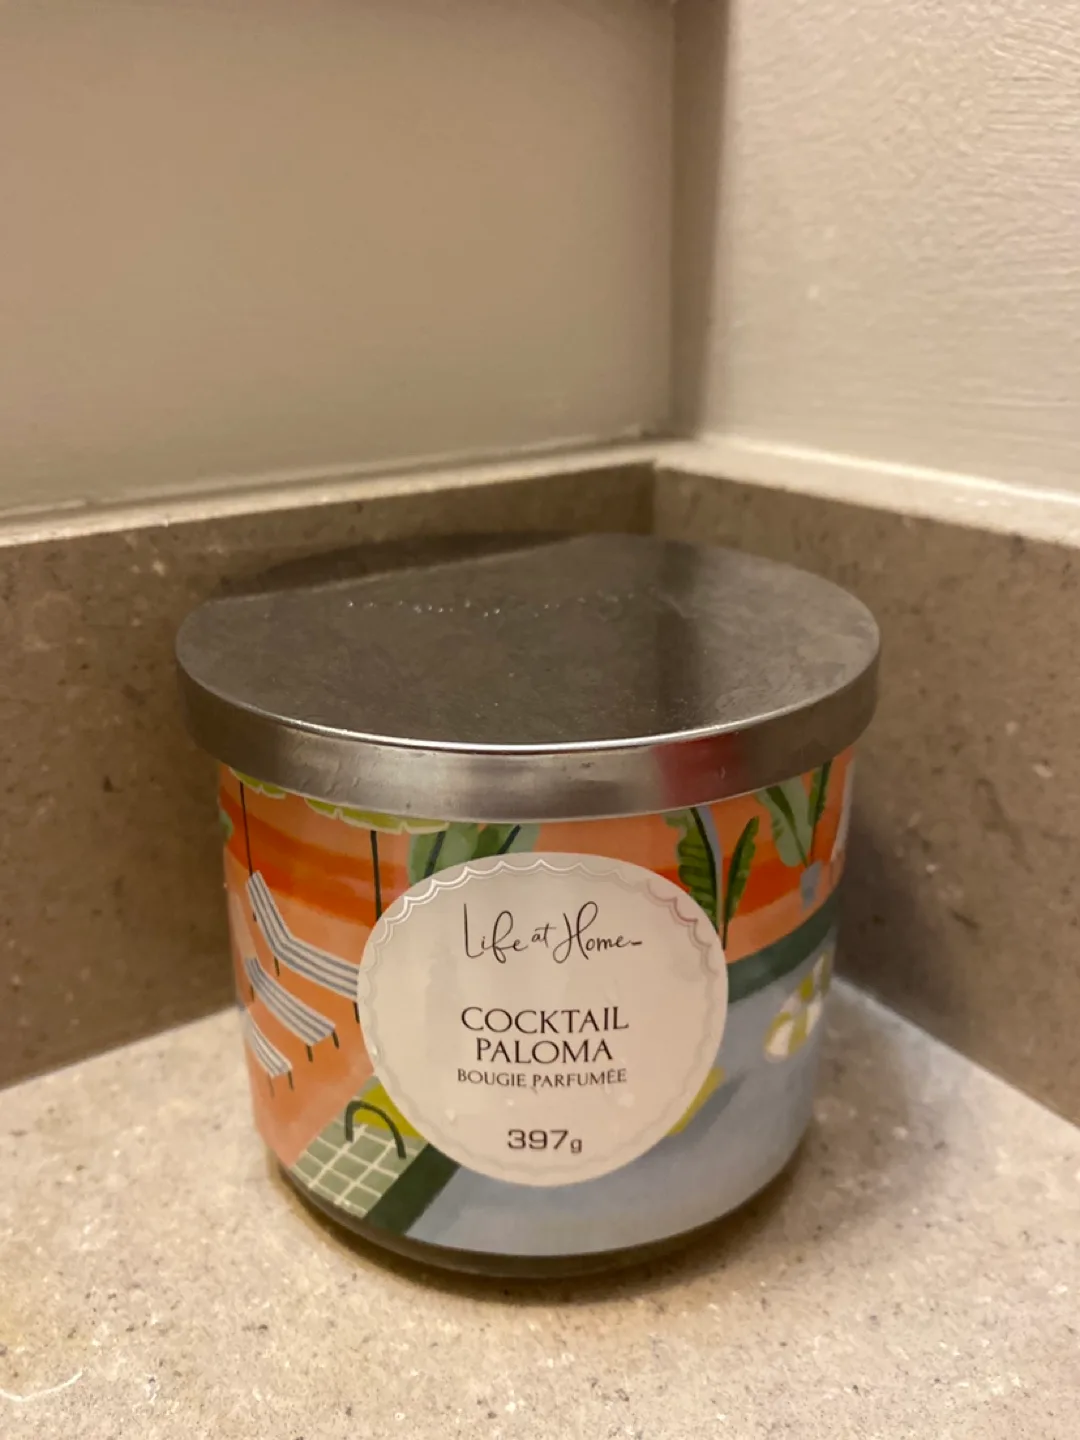 Life at Home
COCKTAIL
PALOMA
BOUGIE PARFUMÉE
397g